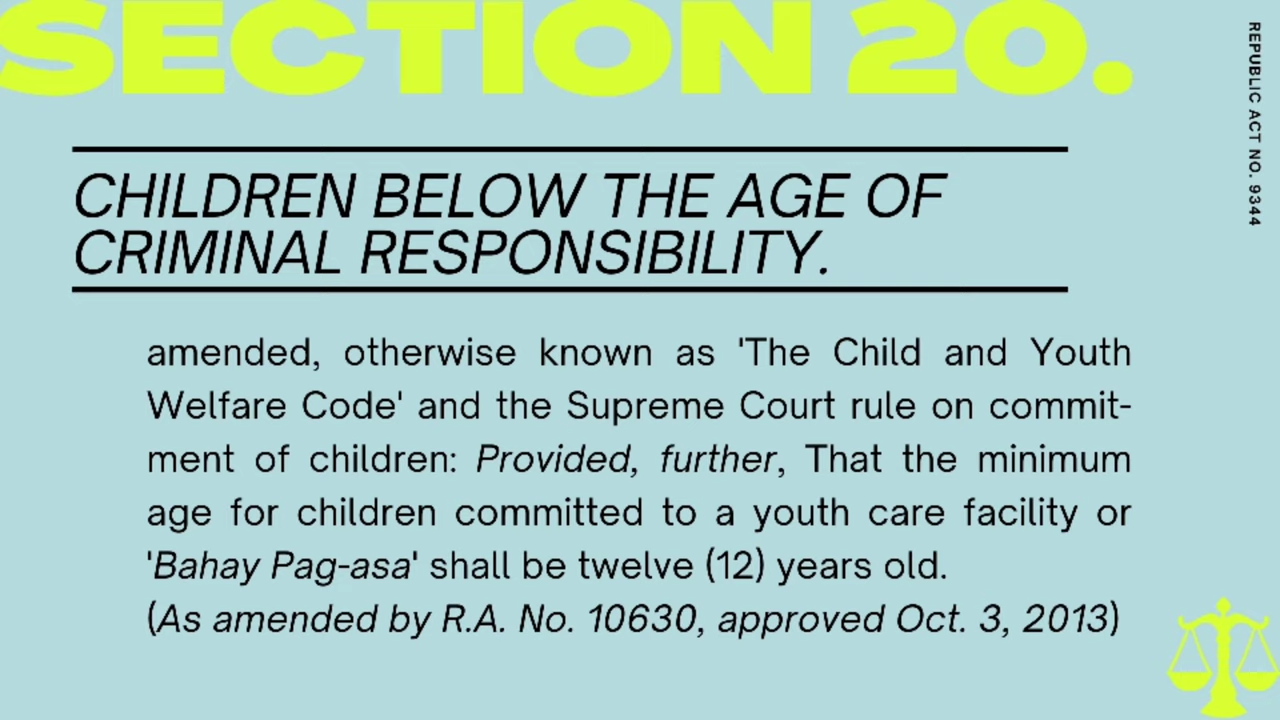 SECTION 20.
REPUBLIC ACT NO. 9344
CHILDREN BELOW THE AGE OF
CRIMINAL RESPONSIBILITY.
amended, otherwise known as 'The Child and Youth
Welfare Code' and the Supreme Court rule on commit-
ment of children: Provided, further, That the minimum
age for children committed to a youth care facility or
'Bahay Pag-asa' shall be twelve (12) years old.
(As amended by R.A. No. 10630, approved Oct. 3, 2013)